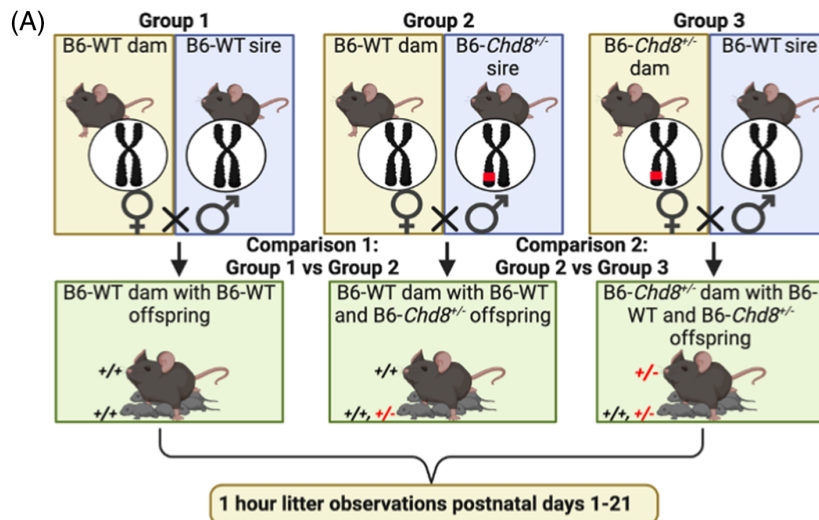 (A)
Group 1
Group 2
Group 3
B6-WT dam
B6-WT sire
B6-WT dam
B6-Chd8+/-
sire
B6-Chd8+/-
dam
B6-WT sire
Comparison 1:
Group 1 vs Group 2
Comparison 2:
Group 2 vs Group 3
B6-WT dam with B6-WT
offspring
+/+
+/+
B6-WT dam with B6-WT
and B6-Chd8+/- offspring
+/+
+/+, +/-
B6-Chd8+/- dam with B6-
WT and B6-Chd8+/-
offspring
+/-
+/+, +/-
1 hour litter observations postnatal days 1-21